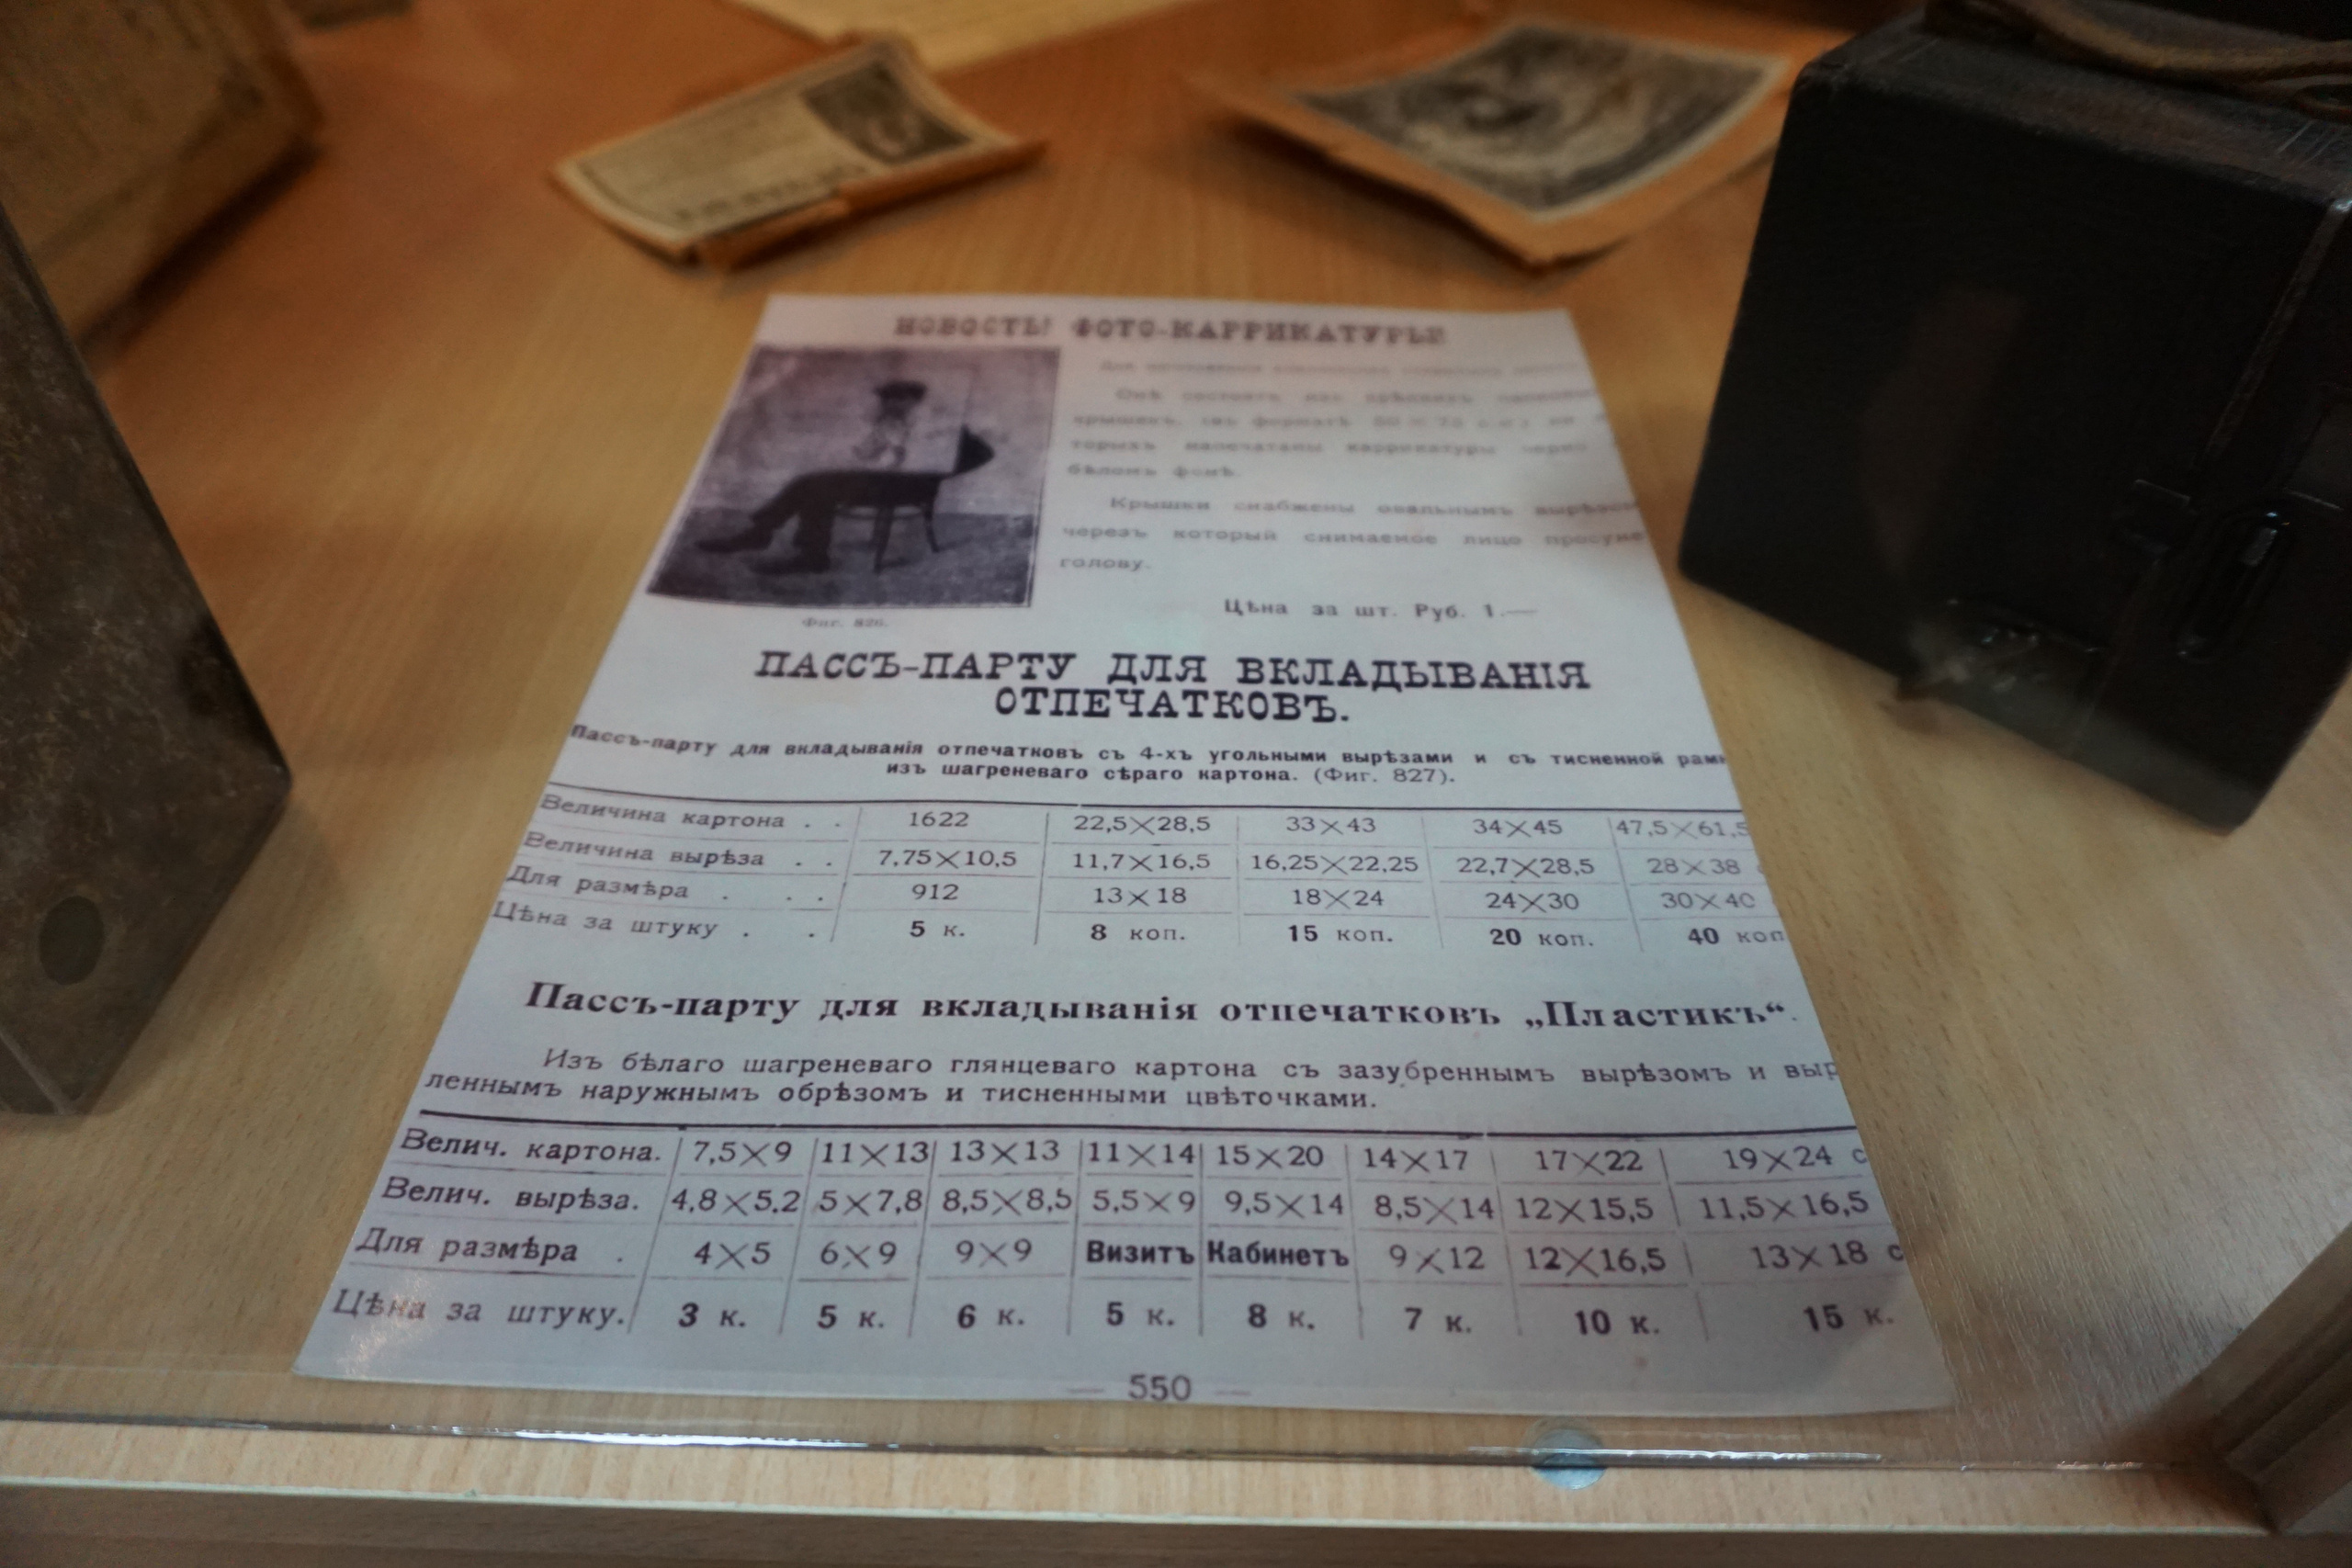 НОВОСТЬ! ФОТО-КАРРИКАТУРЫ!
Онѣ состоятъ изъ
крышекъ,
торыхъ напечатаны каррикатуры
бѣломъ фонѣ.
Крышки снабжены овальнымъ
черезъ который снимаемое лицо просуне
голову.
Цѣна за шт. Руб. 1.—
Фиг. 826.
ПАССЪ-ПАРТУ ДЛЯ ВКЛАДЫВАНІЯ
ОТПЕЧАТКОВЪ.
Пассъ-парту для вкладыванія отпечатковъ съ 4-хъ угольными вырѣзами и съ тисненной рамк
изъ шагреневаго сѣраго картона. (Фиг. 827).
Величина картона . . 1622 22,5×28,5 33×43 34×45 47,5×61,5
Величина вырѣза . . 7,75×10,5 11,7×16,5 16,25×22,25 22,7×28,5 28×38
Для размѣра . . . 912 13×18 18×24 24×30 30×40
Цѣна за штуку . . 5 к. 8 коп. 15 коп. 20 коп. 40 коп
Пассъ-парту для вкладыванія отпечатковъ „Пластикъ“.
Изъ бѣлаго шагреневаго глянцеваго картона съ зазубреннымъ вырѣзомъ и выр
леннымъ наружнымъ обрѣзомъ и тисненными цвѣточками.
Велич. картона. 7,5×9 11×13 13×13 11×14 15×20 14×17 17×22 19×24 с
Велич. вырѣза. 4,8×5,2 5×7,8 8,5×8,5 5,5×9 9,5×14 8,5×14 12×15,5 11,5×16,5
Для размѣра . 4×5 6×9 9×9 Визитъ Кабинетъ 9×12 12×16,5 13×18 с
Цѣна за штуку. 3 к. 5 к. 6 к. 5 к. 8 к. 7 к. 10 к. 15 к.
— 550 —